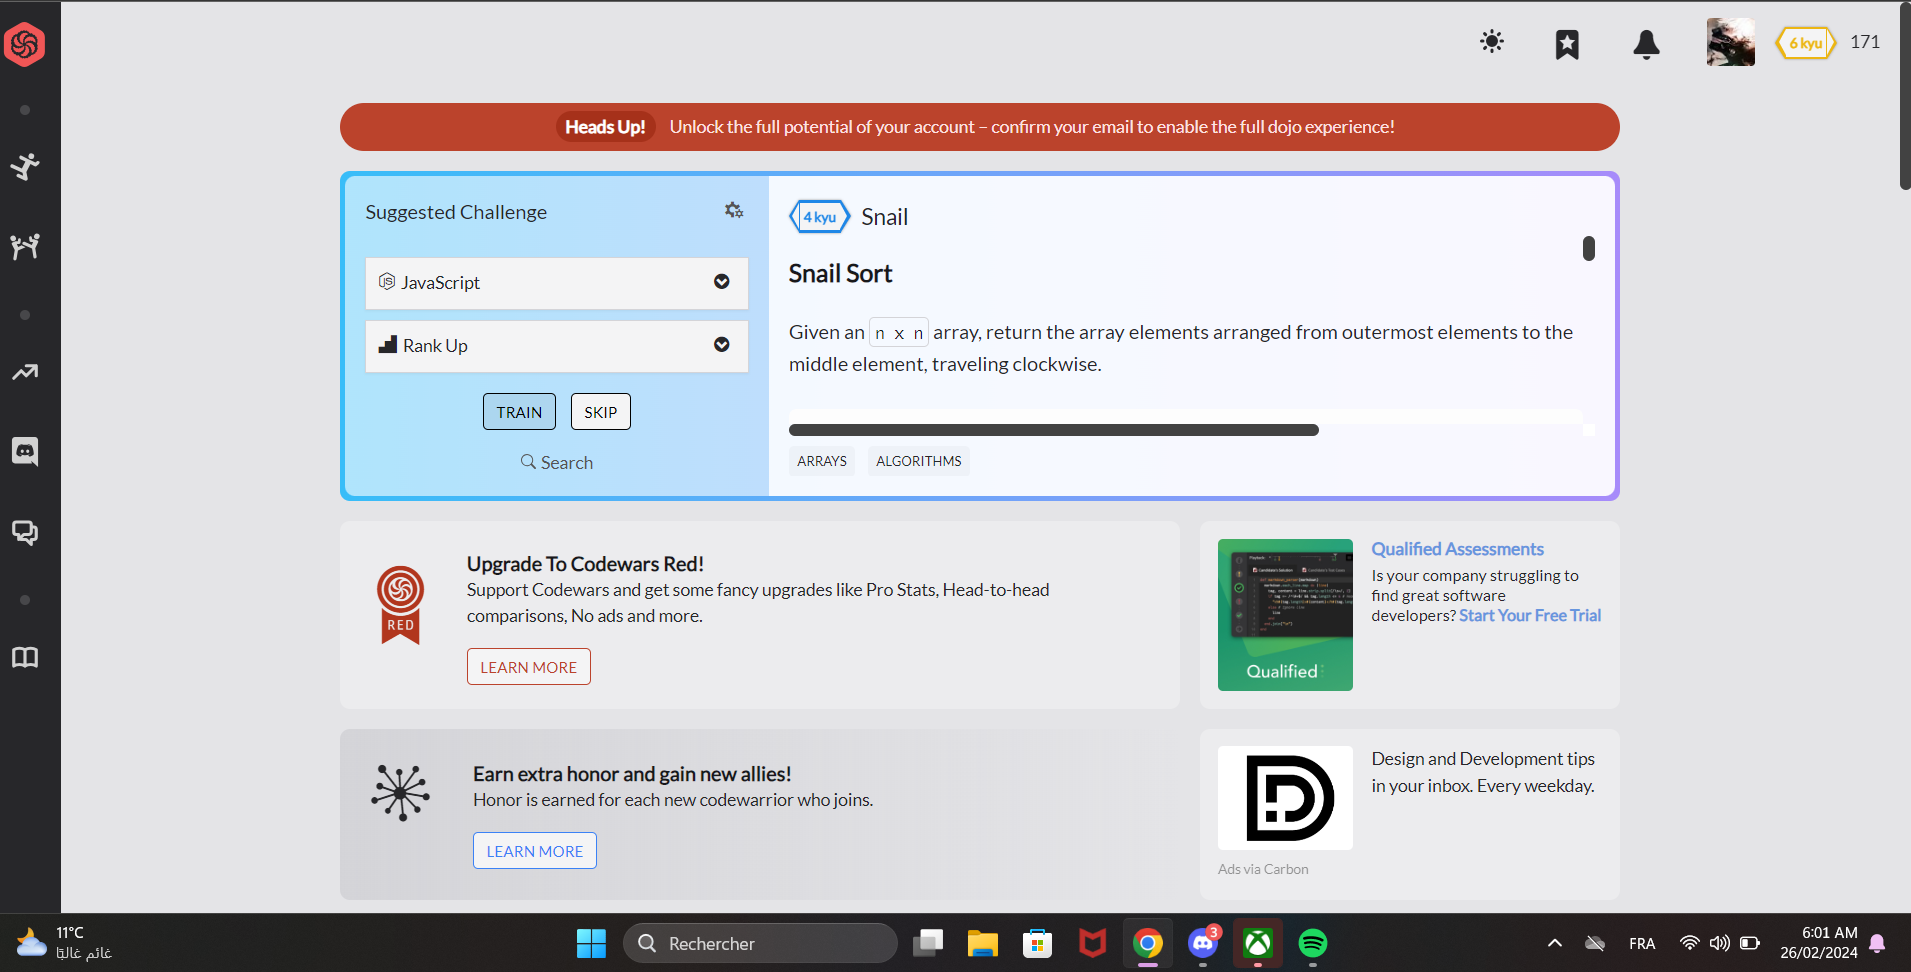 6 kyu
171
Heads Up! Unlock the full potential of your account – confirm your email to enable the full dojo experience!
Suggested Challenge
JavaScript
Rank Up
TRAIN
SKIP
Search
4 kyu
Snail
Snail Sort
Given an n x n array, return the array elements arranged from outermost elements to the
middle element, traveling clockwise.
ARRAYS
ALGORITHMS
RED
Upgrade To Codewars Red!
Support Codewars and get some fancy upgrades like Pro Stats, Head-to-head
comparisons, No ads and more.
LEARN MORE
Qualified
Qualified Assessments
Is your company struggling to
find great software
developers? Start Your Free Trial
Earn extra honor and gain new allies!
Honor is earned for each new codewarrior who joins.
LEARN MORE
Design and Development tips
in your inbox. Every weekday.
Ads via Carbon
11°C
غائم غالبًا
Rechercher
3
FRA
6:01 AM
26/02/2024